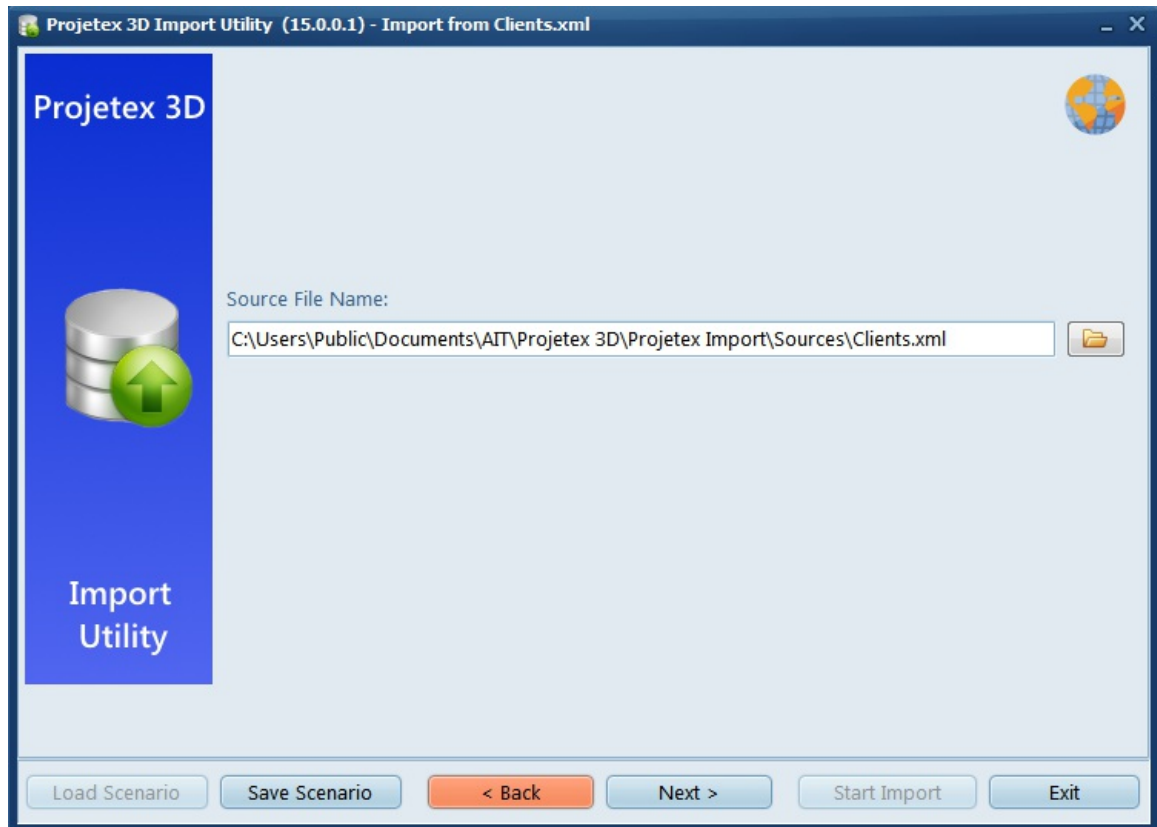 Projetex 3D Import Utility (15.0.0.1) - Import from Clients.xml
Projetex 3D
Source File Name:
C:\Users\Public\Documents\AIT\Projetex 3D\Projetex Import\Sources\Clients.xml
Import
Utility
Load Scenario
Save Scenario
< Back
Next >
Start Import
Exit